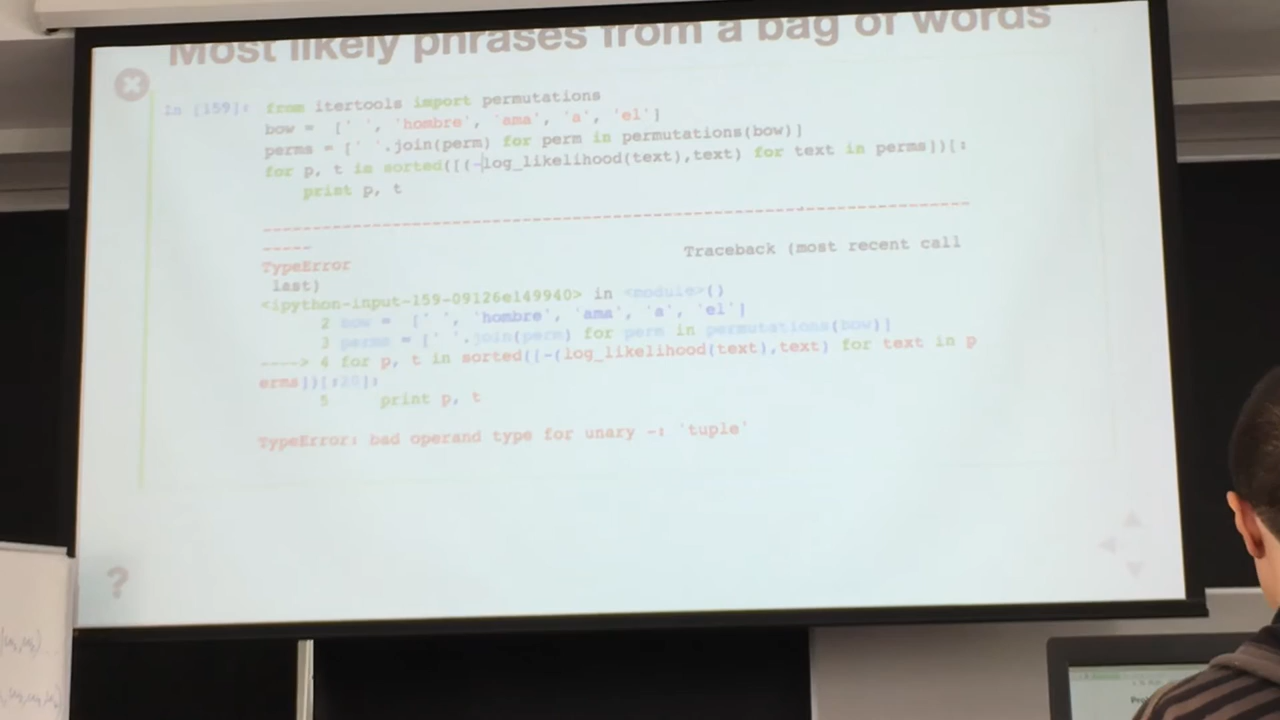 Most likely phrases from a bag of words
In [159]: from itertools import permutations
bow = [' ', 'hombre', 'ama', 'a', 'el']
perms = [' '.join(perm) for perm in permutations(bow)]
for p, t in sorted([(-log_likelihood(text),text) for text in perms])[:
print p, t
---------------------------------------------------------------------------
-----
TypeError Traceback (most recent call
last)
<ipython-input-159-09126e149940> in <module>()
2 bow = [' ', 'hombre', 'ama', 'a', 'el']
3 perms = [' '.join(perm) for perm in permutations(bow)]
----> 4 for p, t in sorted([-(log_likelihood(text),text) for text in p
erms])[:20]:
5 print p, t
TypeError: bad operand type for unary -: 'tuple'
?